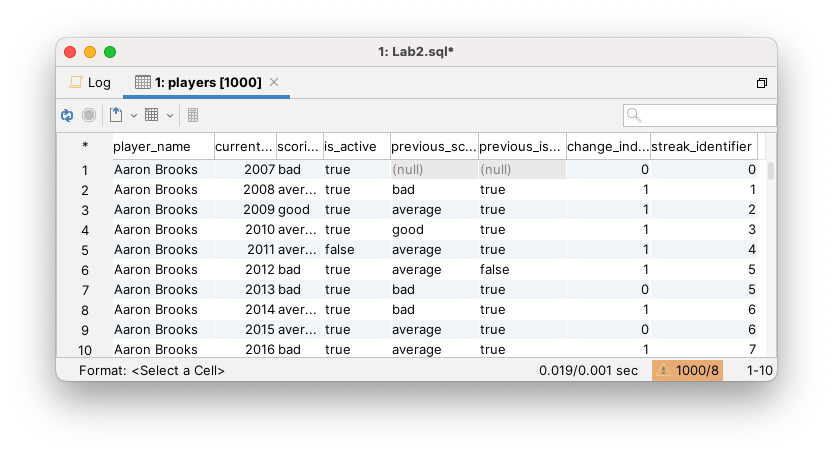 1: Lab2.sql*
Log
1: players [1000]
* player_name current... scori... is_active previous_sc... previous_is... change_ind... streak_identifier
1 Aaron Brooks 2007 bad true (null) (null) 0 0
2 Aaron Brooks 2008 aver... true bad true 1 1
3 Aaron Brooks 2009 good true average true 1 2
4 Aaron Brooks 2010 aver... true good true 1 3
5 Aaron Brooks 2011 aver... false average true 1 4
6 Aaron Brooks 2012 bad true average false 1 5
7 Aaron Brooks 2013 bad true bad true 0 5
8 Aaron Brooks 2014 aver... true bad true 1 6
9 Aaron Brooks 2015 aver... true average true 0 6
10 Aaron Brooks 2016 bad true average true 1 7
Format: <Select a Cell> 0.019/0.001 sec 1000/8 1-10